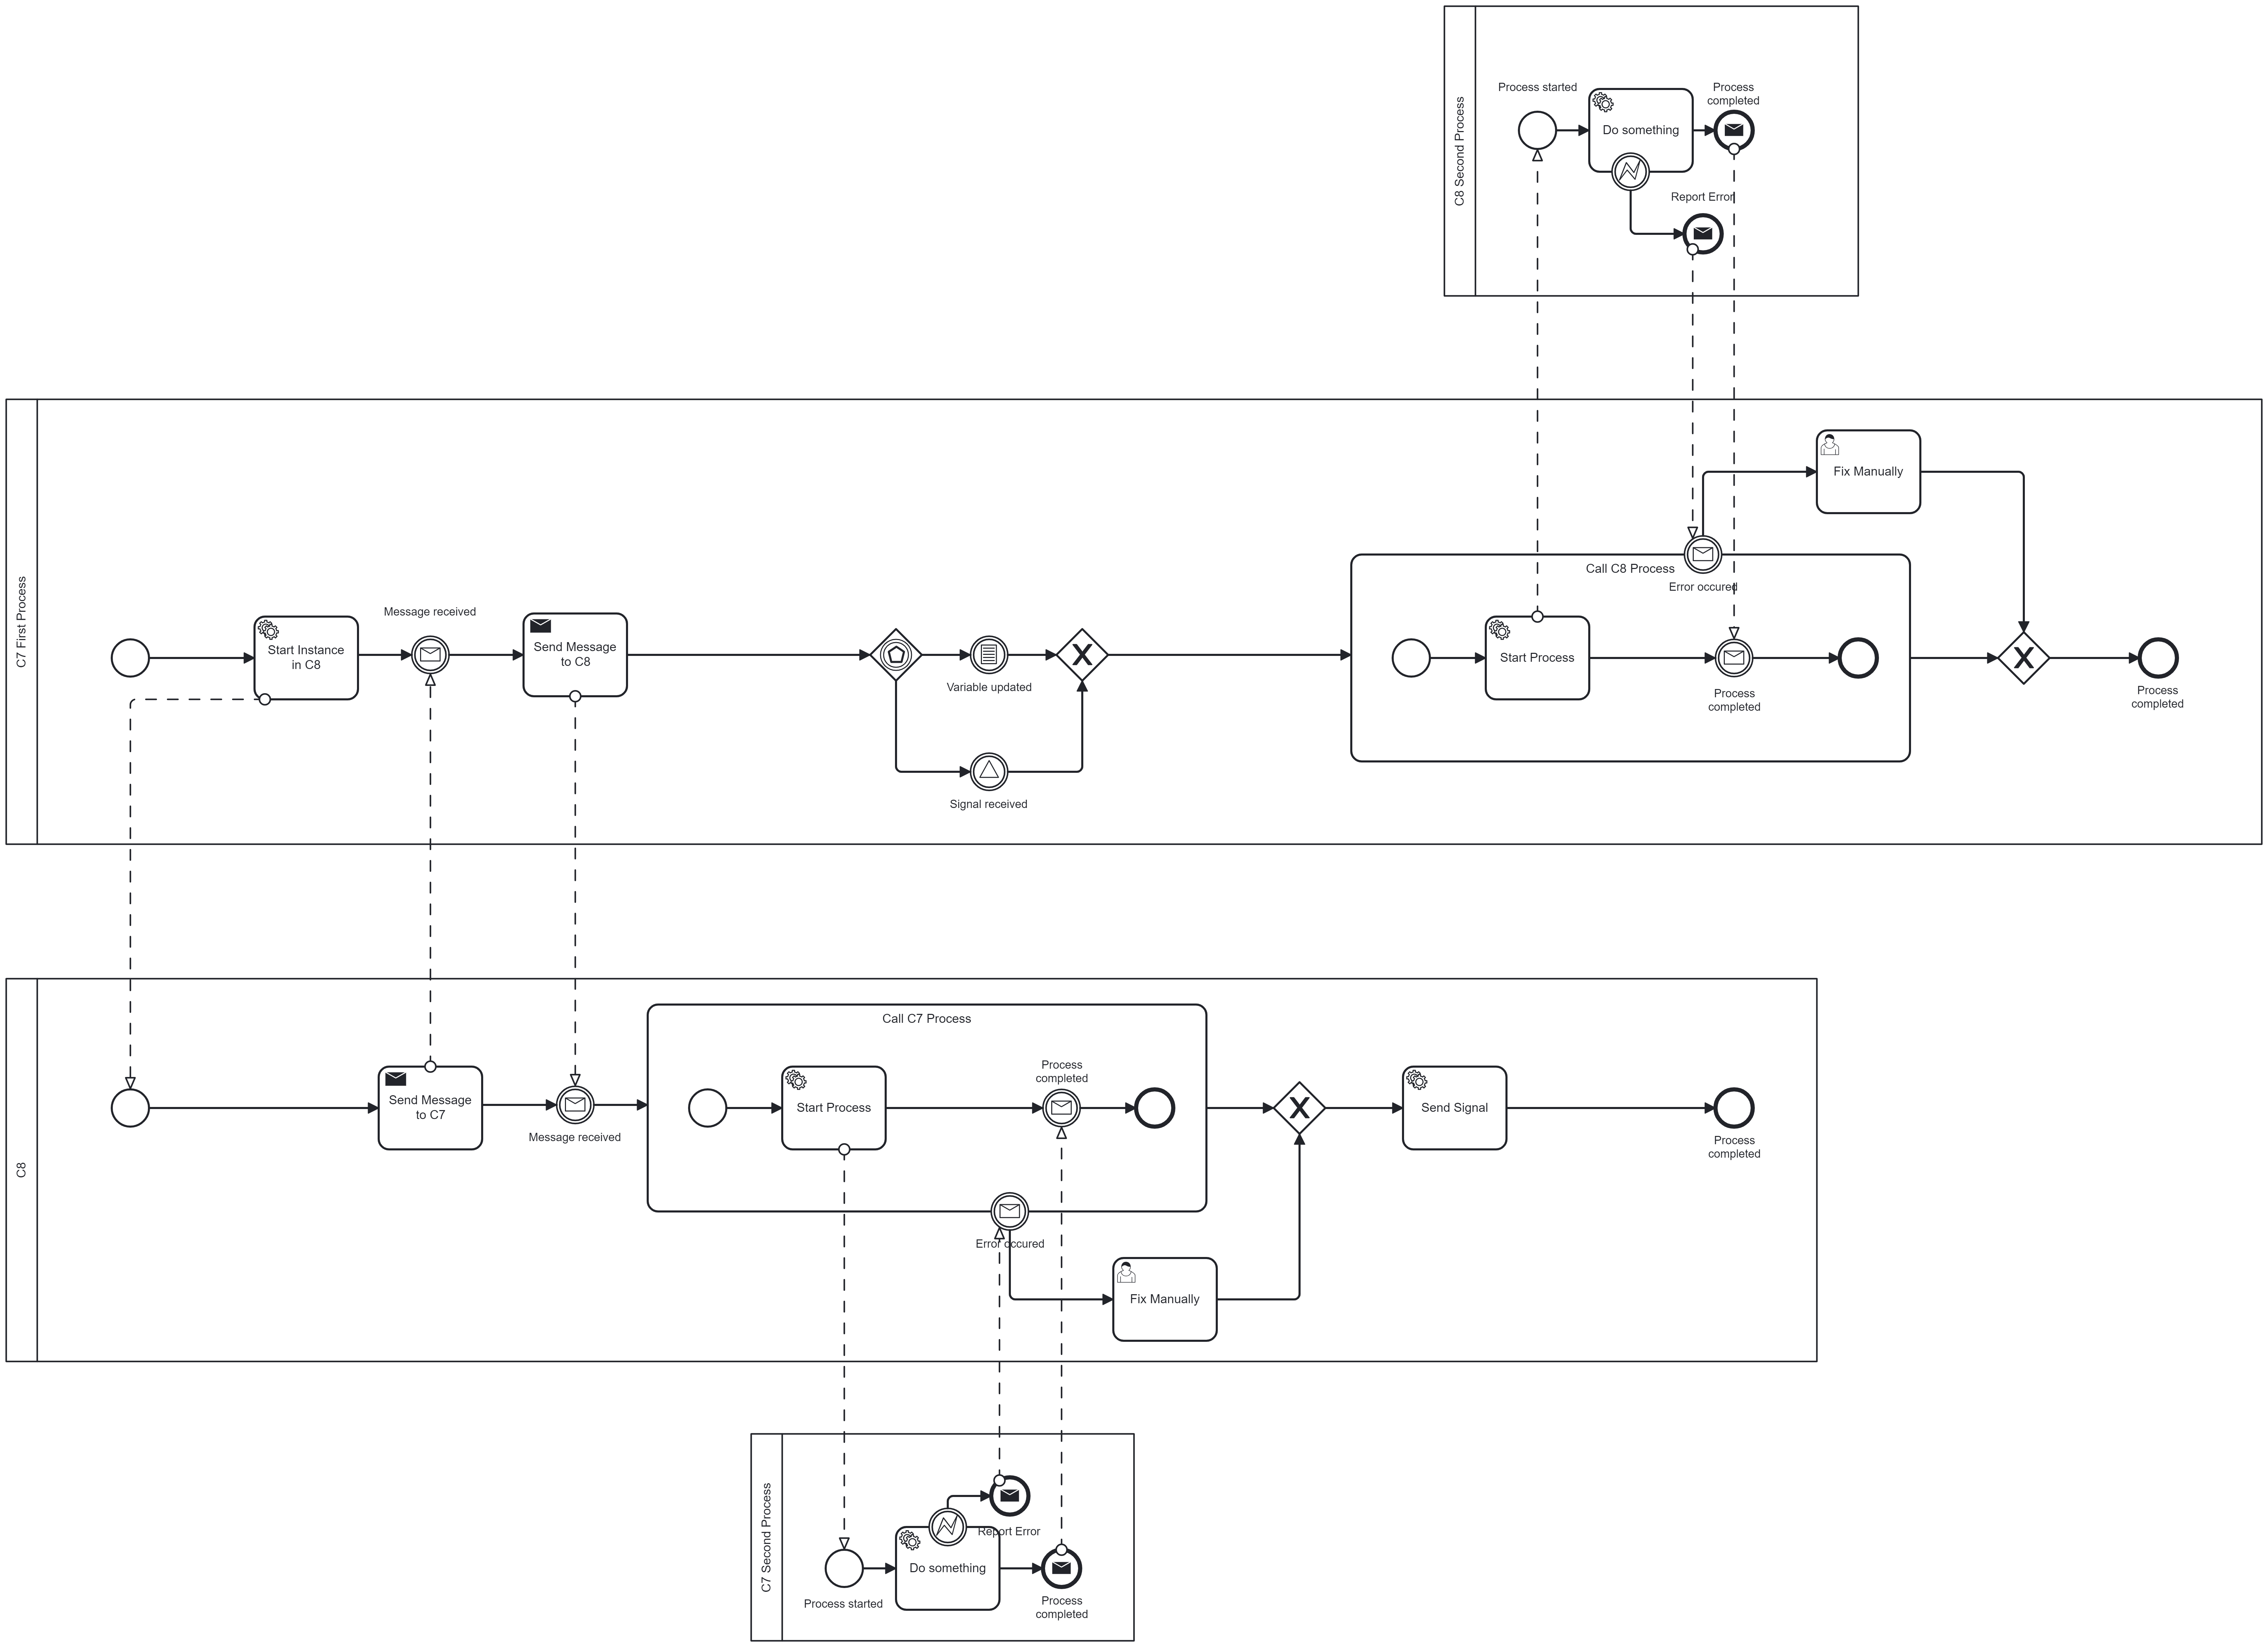 C8 Second Process
Process started
Do something
Process
completed
Report Error
C7 First Process
Start Instance
in C8
Message received
Send Message
to C8
Variable updated
Signal received
Call C8 Process
Error occured
Start Process
Process
completed
Fix Manually
Process
completed
C8
Send Message
to C7
Message received
Call C7 Process
Start Process
Process
completed
Error occured
Fix Manually
Send Signal
Process
completed
C7 Second Process
Process started
Do something
Report Error
Process
completed